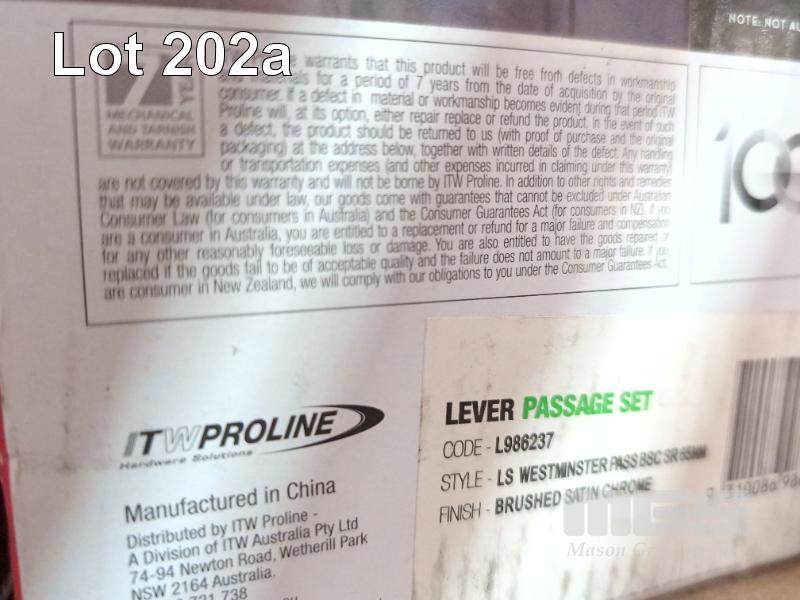 Lot 202a
NOTE: NOT AL
7 YEAR
MECHANICAL
AND TARNISH
WARRANTY
warrants that this product will be free from defects in workmanship
for a period of 7 years from the date of acquisition by the original
consumer. If a defect in material or workmanship becomes evident during that period ITW
Proline will, at its option, either repair replace or refund the product. In the event of such
a defect, the product should be returned to us (with proof of purchase and the original
packaging) at the address below, together with written details of the defect. Any handling
or transportation expenses (and other expenses incurred in claiming under this warranty)
are not covered by this warranty and will not be borne by ITW Proline. In addition to other rights and remedies
that may be available under law, our goods come with guarantees that cannot be excluded under Australian
Consumer Law (for consumers in Australia) and the Consumer Guarantees Act (for consumers in NZ). If you
are a consumer in Australia, you are entitled to a replacement or refund for a major failure and compensation
for any other reasonably foreseeable loss or damage. You are also entitled to have the goods repaired or
replaced if the goods fail to be of acceptable quality and the failure does not amount to a major failure. If you
are consumer in New Zealand, we will comply with our obligations to you under the Consumer Guarantees Act.
100
ITWPROLINE
Hardware Solutions
Manufactured in China
Distributed by ITW Proline -
A Division of ITW Australia Pty Ltd
74-94 Newton Road, Wetherill Park
NSW 2164 Australia.
721 738
LEVER PASSAGE SET
CODE - L986237
STYLE - LS WESTMINSTER PASS BSC SR 65MM
FINISH - BRUSHED SATIN CHROME
9 310086 98
MGS
Mason